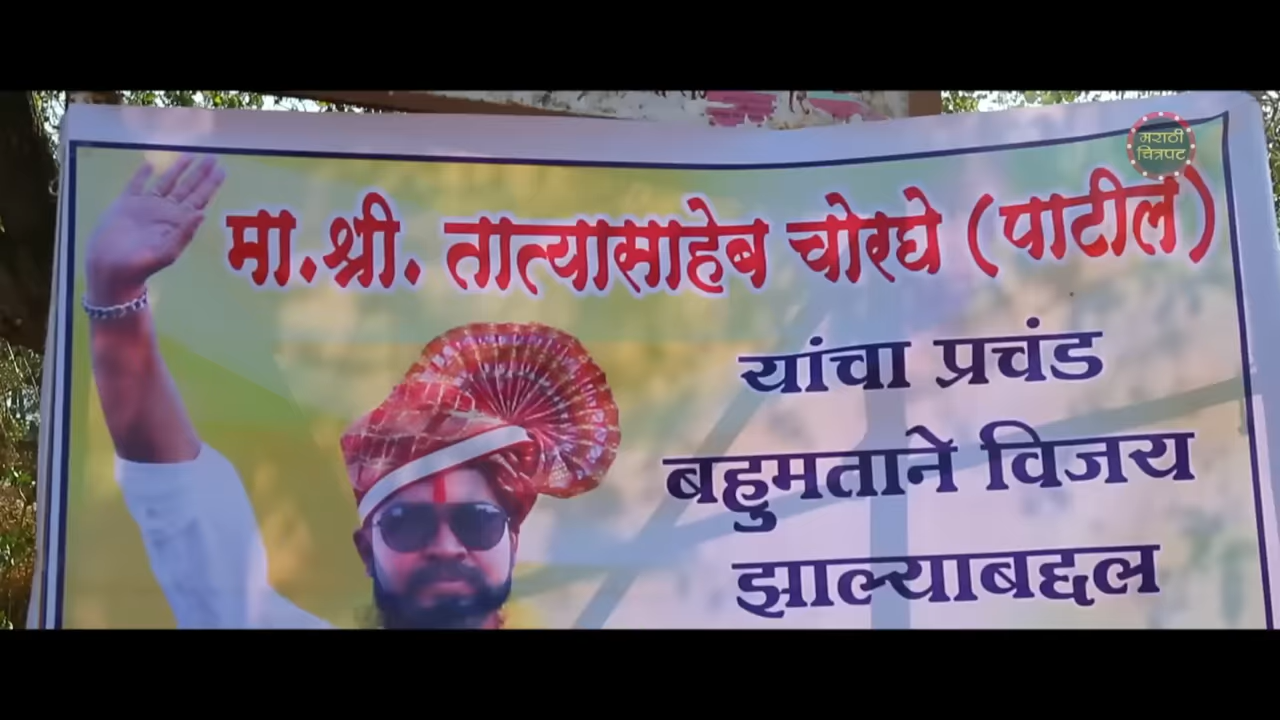 मराठी
चित्रपट
मा.श्री. तात्यासाहेब चोरघे (पाटील)
यांचा प्रचंड
बहुमताने विजय
झाल्याबद्दल